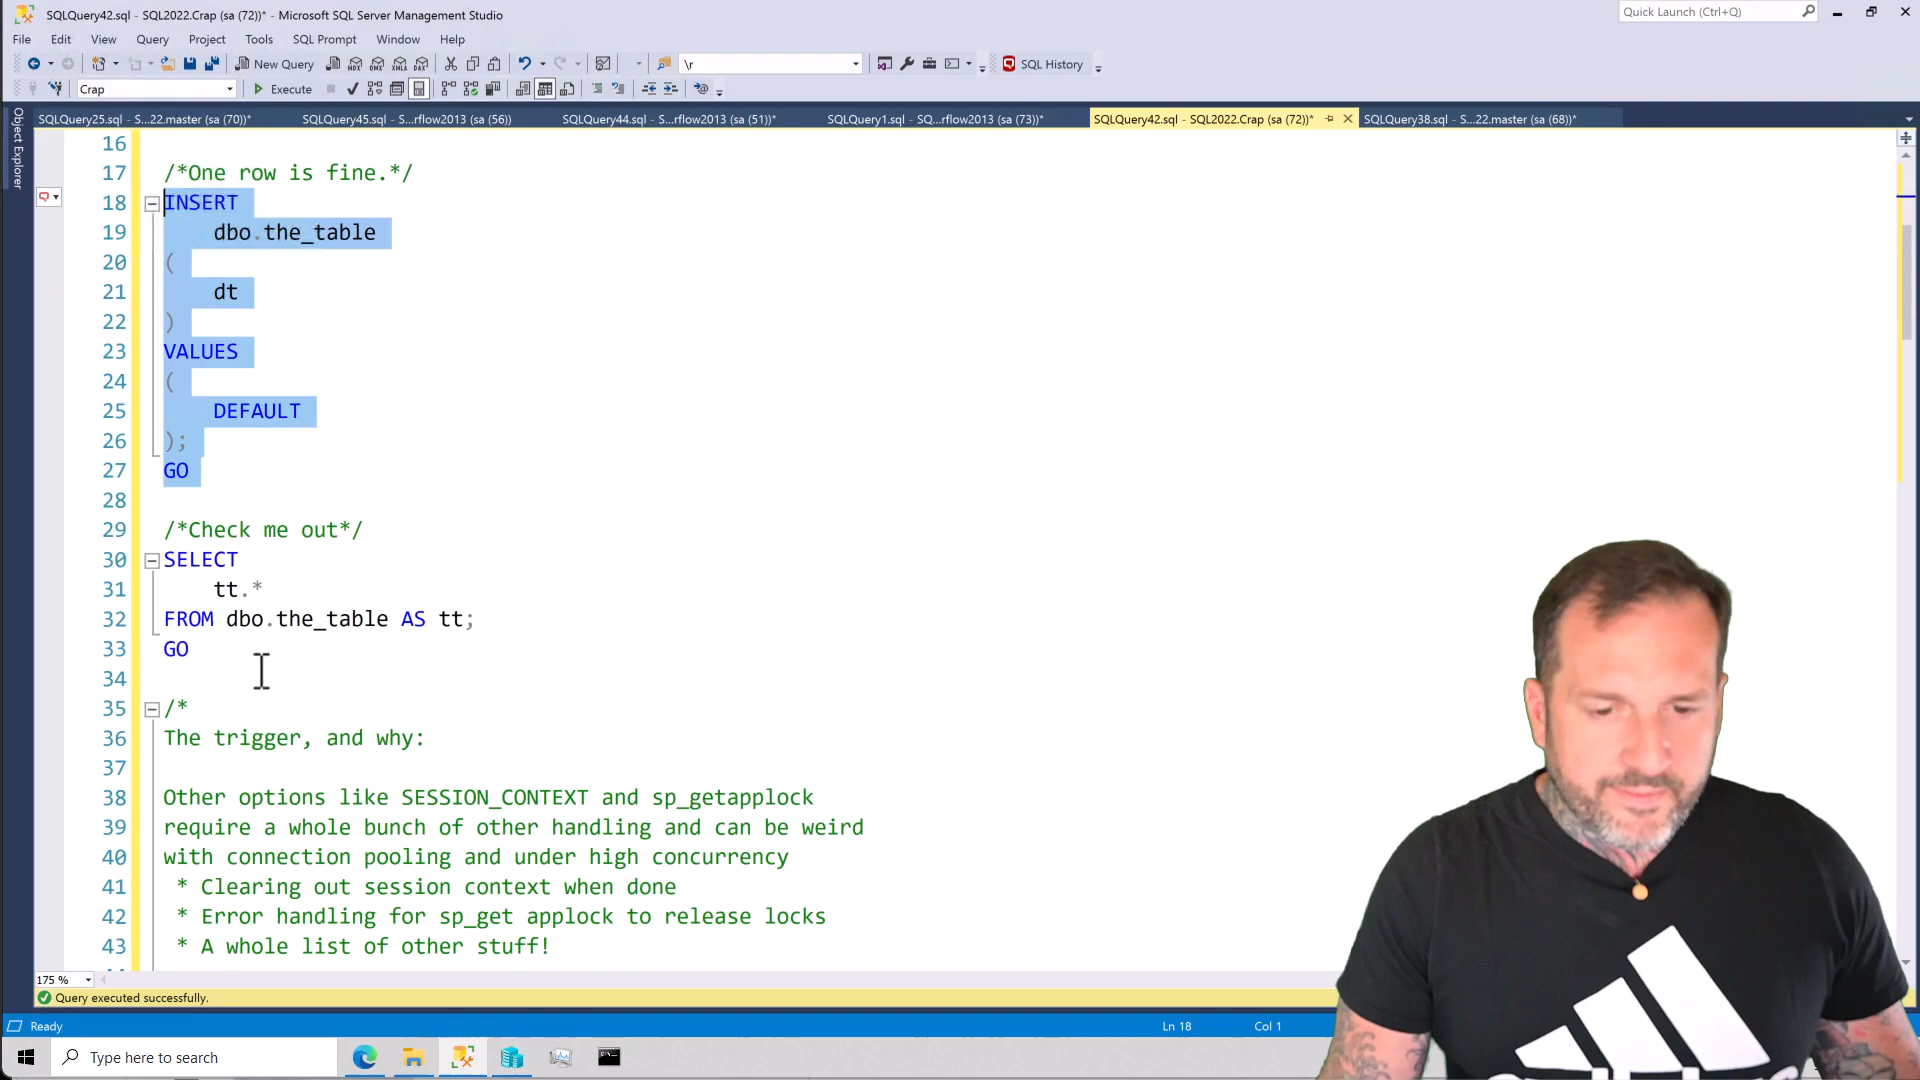 SQLQuery42.sql - SQL2022.Crap (sa (72))* - Microsoft SQL Server Management Studio
Quick Launch (Ctrl+Q)
File Edit View Query Project Tools SQL Prompt Window Help
New Query
MDX DMX XMLA DAX
\r
SQL History
Crap
Execute
SQLQuery25.sql - S...22.master (sa (70))* SQLQuery45.sql - S...rflow2013 (sa (56)) SQLQuery44.sql - S...rflow2013 (sa (51))* SQLQuery1.sql - SQ...rflow2013 (sa (73))* SQLQuery42.sql - SQL2022.Crap (sa (72))* SQLQuery38.sql - S...22.master (sa (68))*
Object Explorer
16
17 /*One row is fine.*/
18 INSERT
19 dbo.the_table
20 (
21 dt
22 )
23 VALUES
24 (
25 DEFAULT
26 );
27 GO
28
29 /*Check me out*/
30 SELECT
31 tt.*
32 FROM dbo.the_table AS tt;
33 GO
34
35 /*
36 The trigger, and why:
37
38 Other options like SESSION_CONTEXT and sp_getapplock
39 require a whole bunch of other handling and can be weird
40 with connection pooling and under high concurrency
41 * Clearing out session context when done
42 * Error handling for sp_get applock to release locks
43 * A whole list of other stuff!
175 %
Query executed successfully.
Ready Ln 18 Col 1
Type here to search